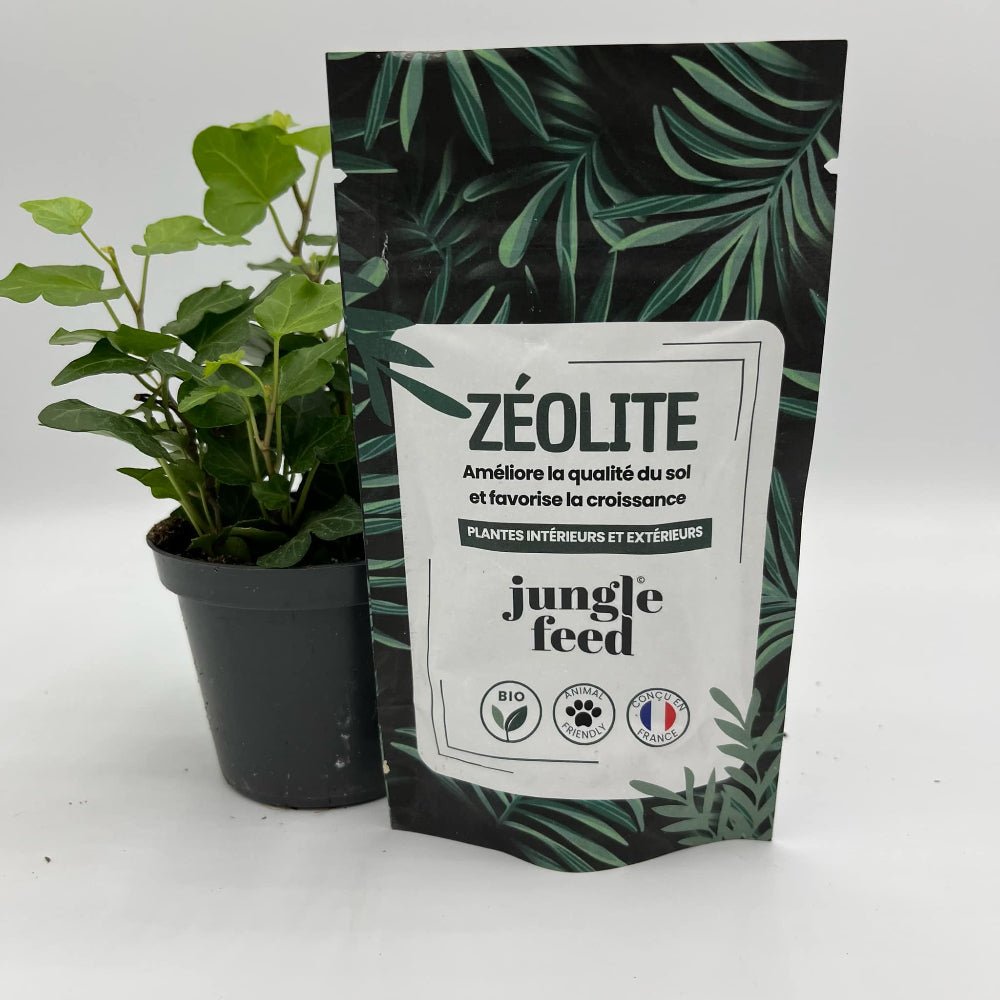 ZÉOLITE
Améliore la qualité du sol
et favorise la croissance
PLANTES INTÉRIEURS ET EXTÉRIEURS
jungle©
feed
BIO
ANIMAL
FRIENDLY
CONÇU EN
FRANCE